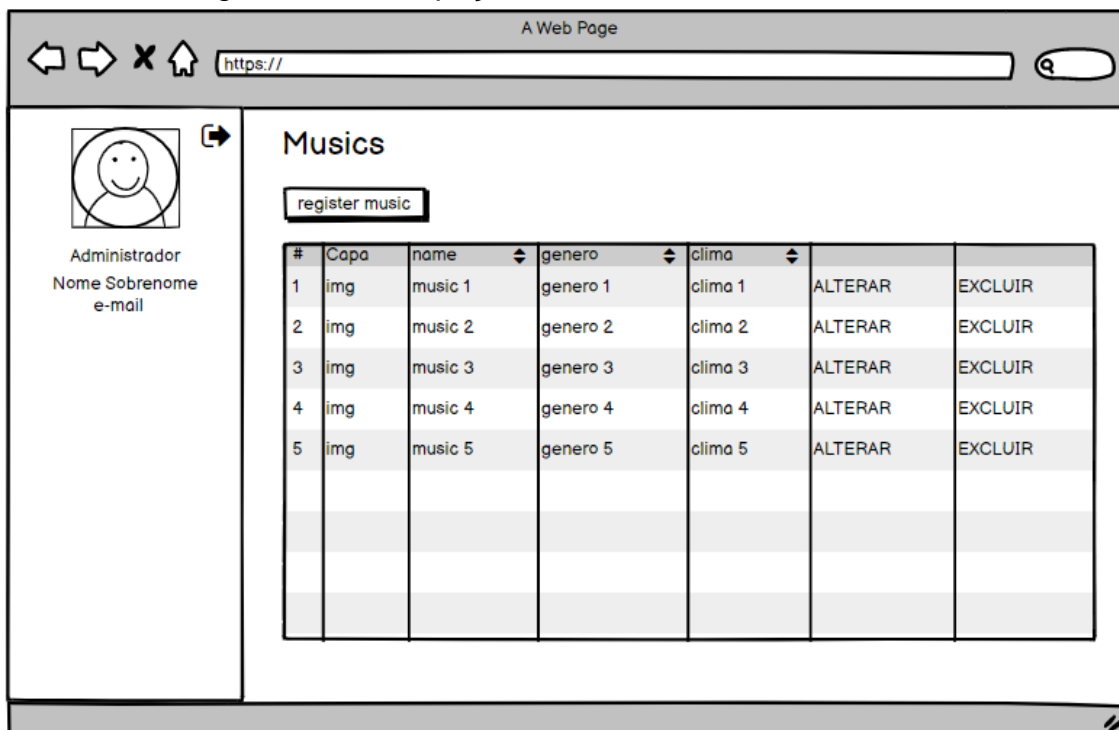 A Web Page
https://
Administrador
Nome Sobrenome
e-mail
Musics
register music
# Capa name genero clima
1 img music 1 genero 1 clima 1 ALTERAR EXCLUIR
2 img music 2 genero 2 clima 2 ALTERAR EXCLUIR
3 img music 3 genero 3 clima 3 ALTERAR EXCLUIR
4 img music 4 genero 4 clima 4 ALTERAR EXCLUIR
5 img music 5 genero 5 clima 5 ALTERAR EXCLUIR